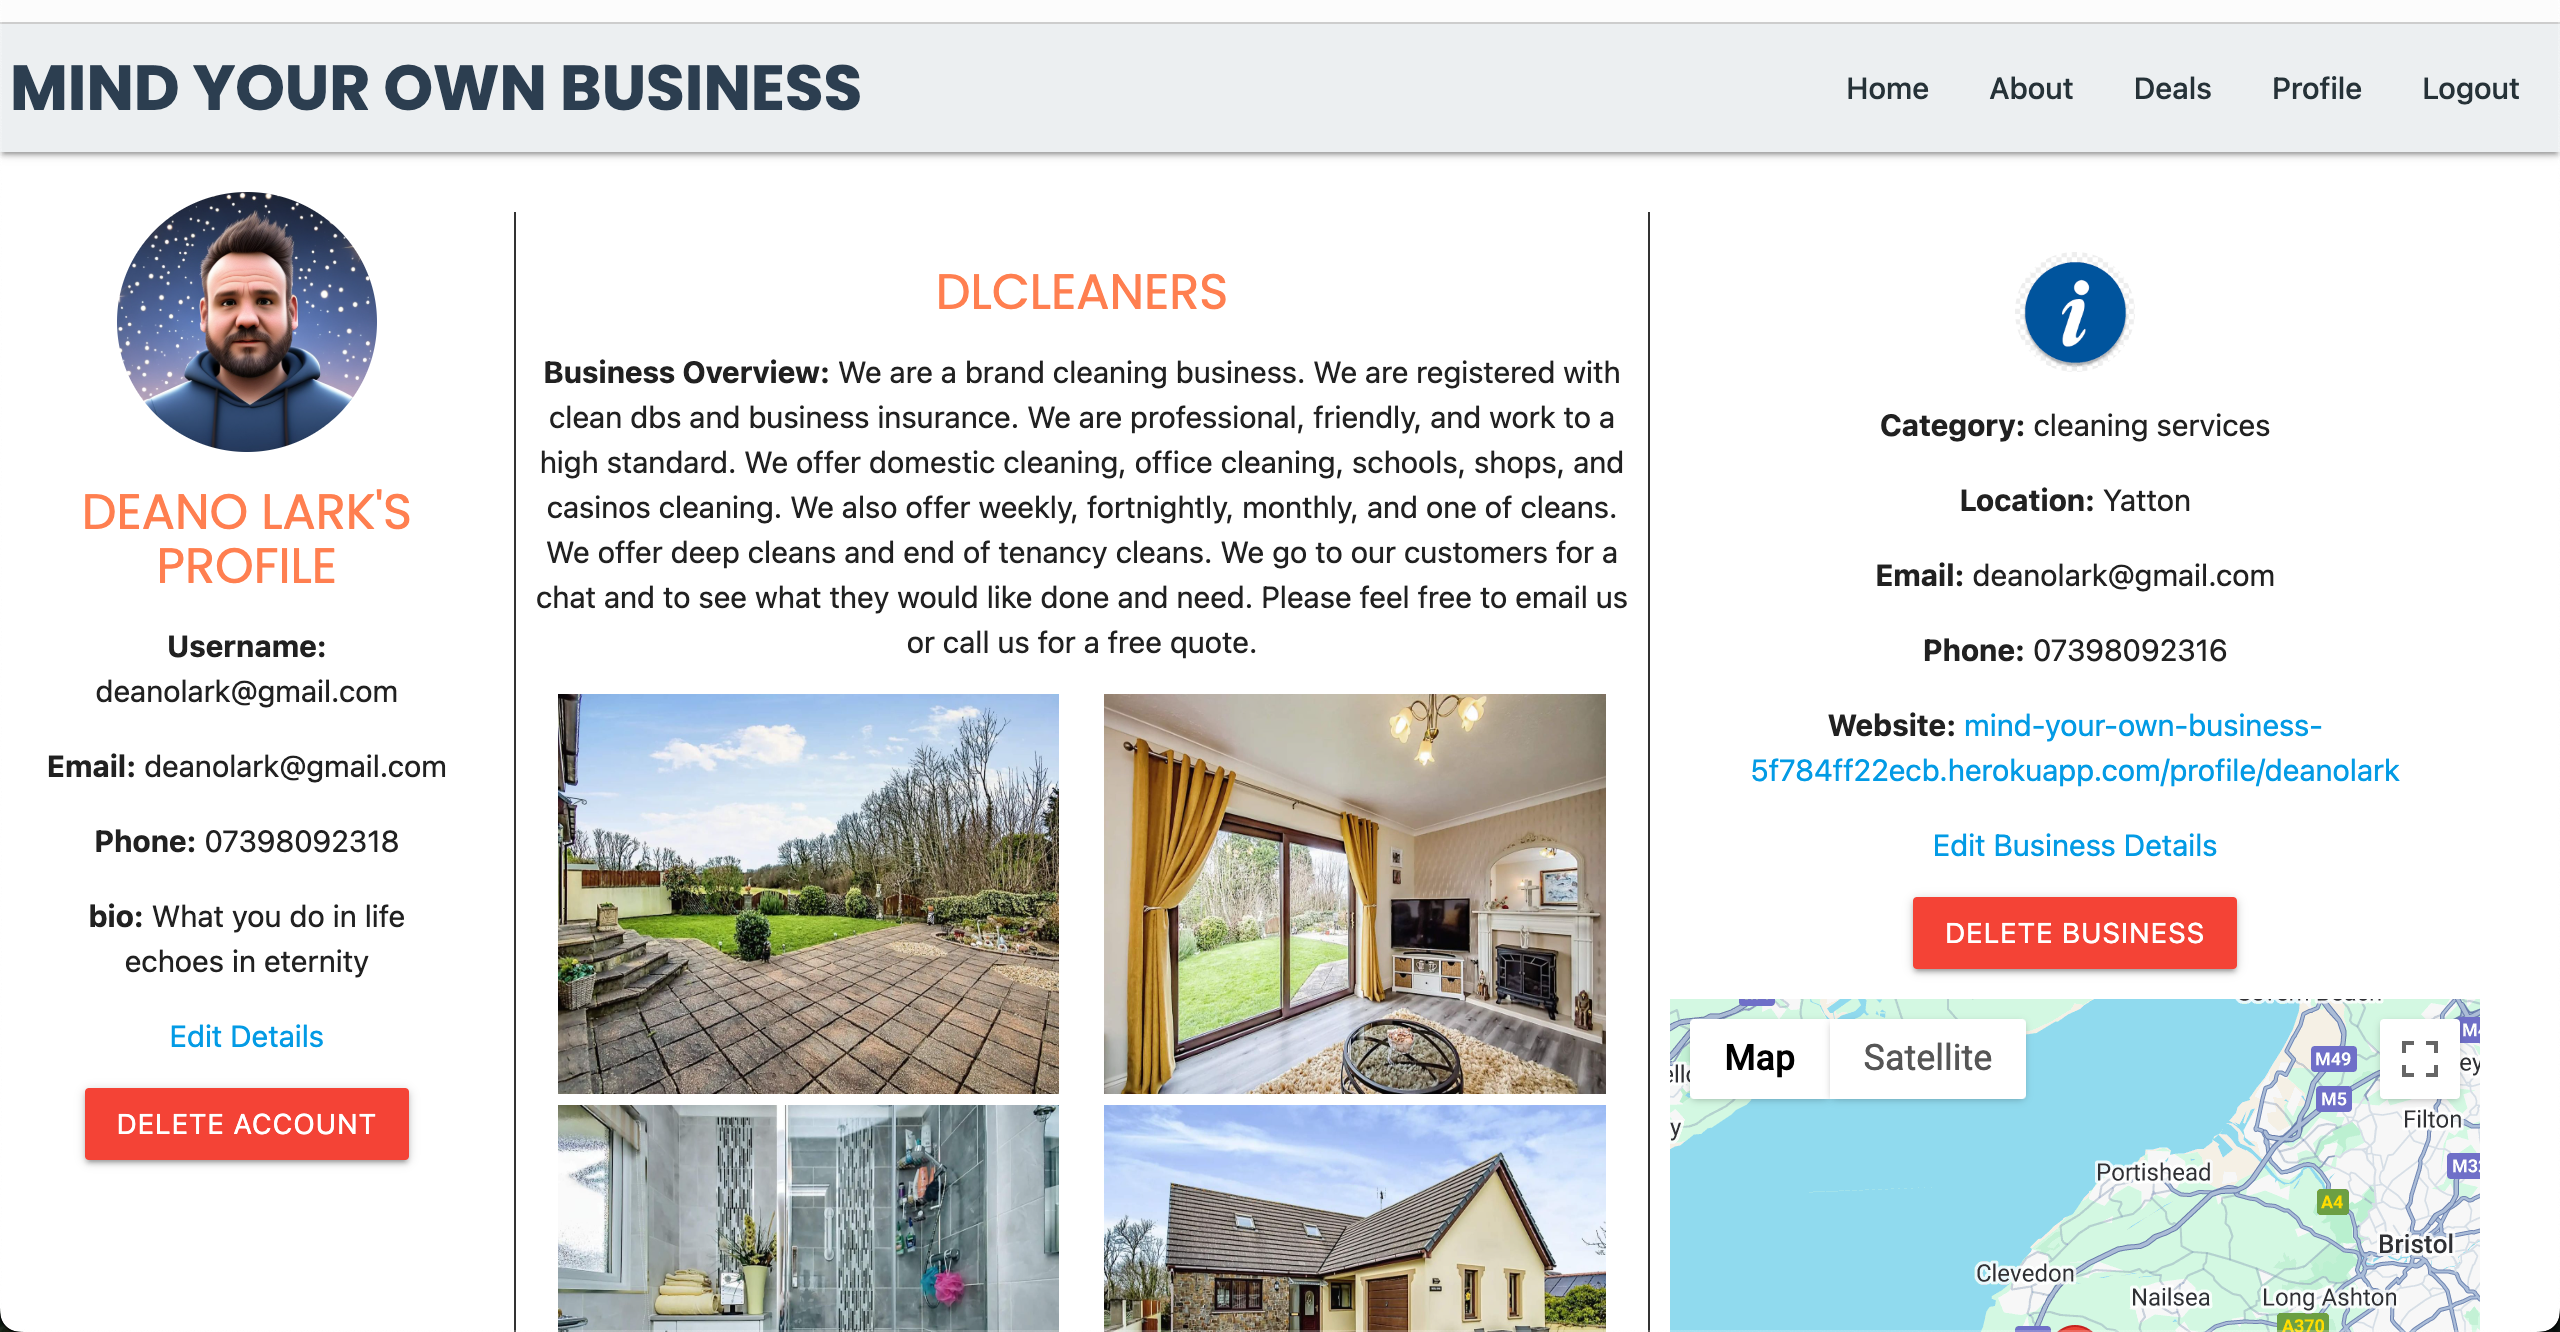 MIND YOUR OWN BUSINESS
Home
About
Deals
Profile
Logout
DEANO LARK'S
PROFILE
Username:
deanolark@gmail.com
Email: deanolark@gmail.com
Phone: 07398092318
bio: What you do in life
echoes in eternity
Edit Details
DELETE ACCOUNT
DLCLEANERS
Business Overview: We are a brand cleaning business. We are registered with
clean dbs and business insurance. We are professional, friendly, and work to a
high standard. We offer domestic cleaning, office cleaning, schools, shops, and
casinos cleaning. We also offer weekly, fortnightly, monthly, and one of cleans.
We offer deep cleans and end of tenancy cleans. We go to our customers for a
chat and to see what they would like done and need. Please feel free to email us
or call us for a free quote.
i
Category: cleaning services
Location: Yatton
Email: deanolark@gmail.com
Phone: 07398092316
Website: mind-your-own-business-
5f784ff22ecb.herokuapp.com/profile/deanolark
Edit Business Details
DELETE BUSINESS
Map
Satellite
M49
M5
Filton
Portishead
A4
Bristol
Clevedon
Nailsea
Long Ashton
A370